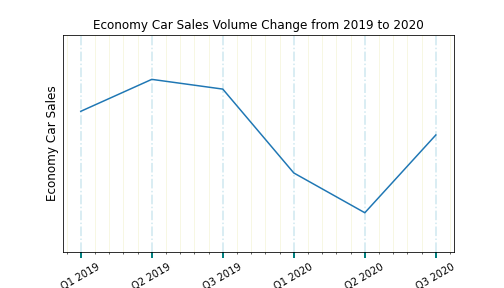 Economy Car Sales Volume Change from 2019 to 2020
Economy Car Sales
Q1 2019
Q2 2019
Q3 2019
Q1 2020
Q2 2020
Q3 2020